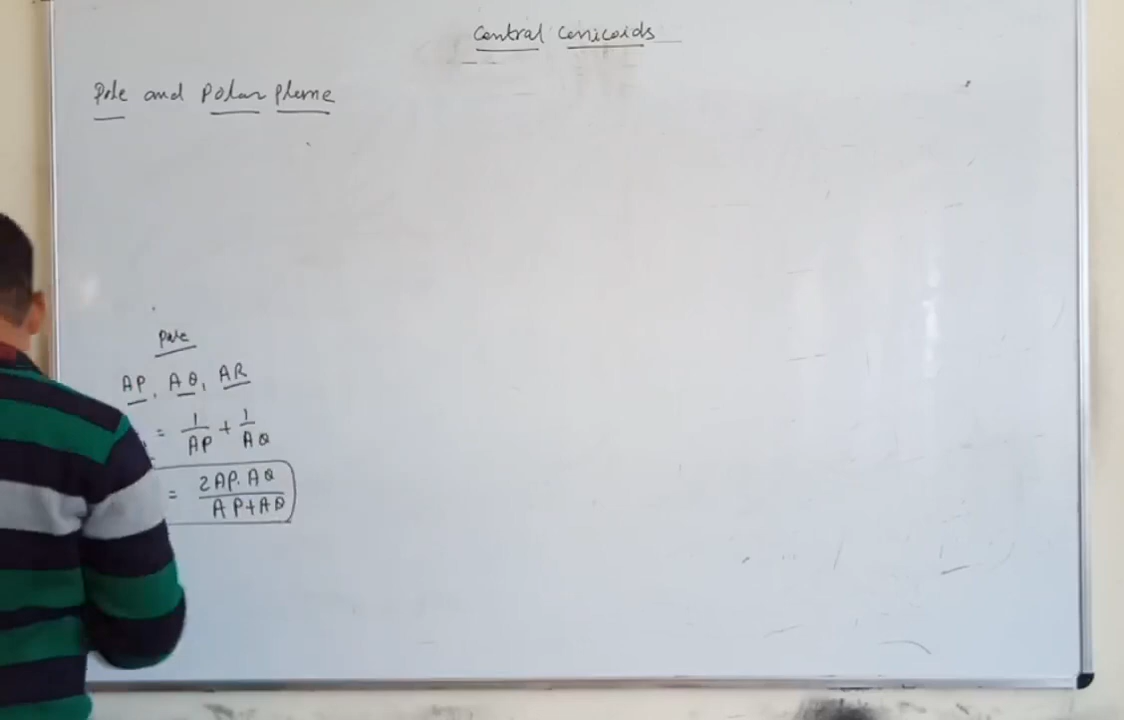 Central Conicoids
Pole and Polar Plane
Pole
AP, AQ, AR
= 1/AP + 1/AQ
= 2AP.AQ/AP+AQ